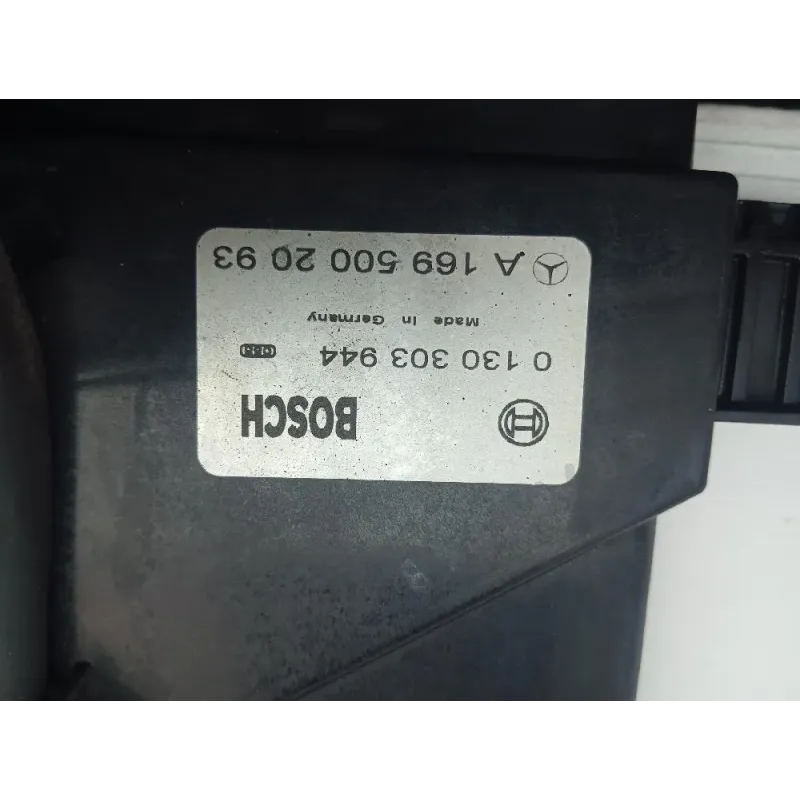 BOSCH
0 130 303 944
Made In Germany
A 169 500 20 93